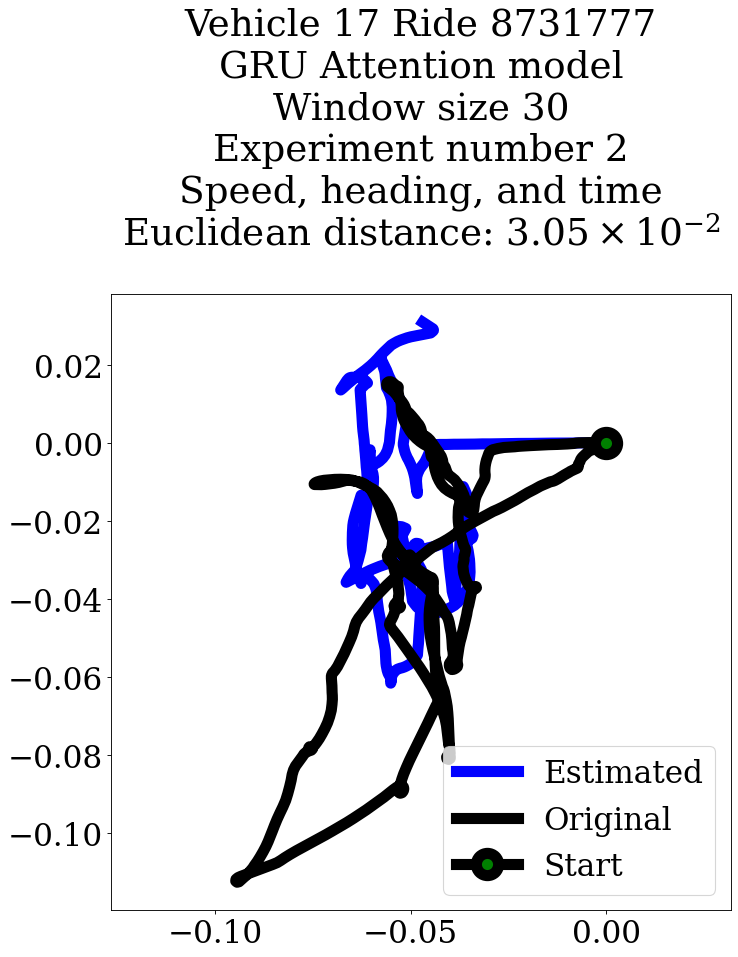 Vehicle 17 Ride 8731777
GRU Attention model
Window size 30
Experiment number 2
Speed, heading, and time
Euclidean distance: 3.05 × 10⁻²
0.02
0.00
−0.02
−0.04
−0.06
−0.08
−0.10
Estimated
Original
Start
−0.10 −0.05 0.00